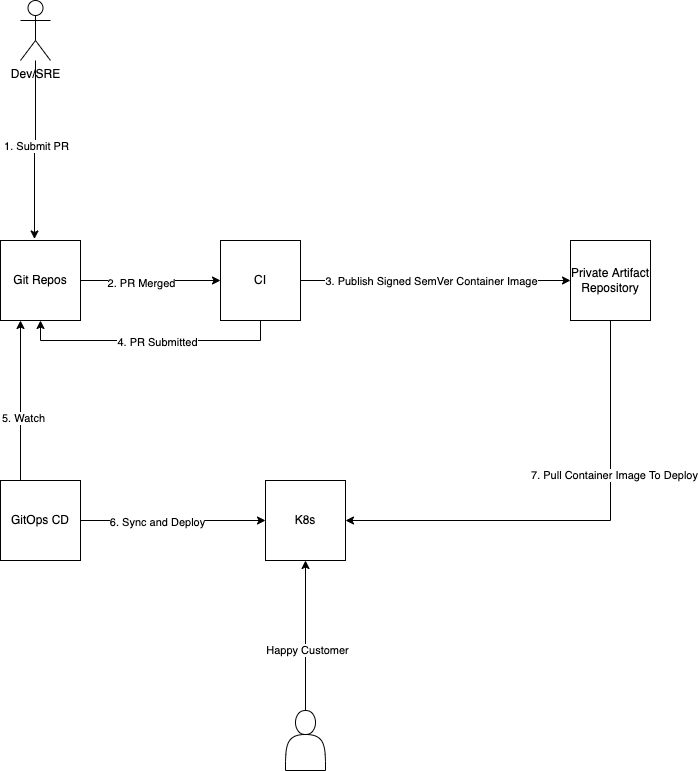 Dev/SRE
1. Submit PR
Git Repos
2. PR Merged
CI
3. Publish Signed SemVer Container Image
Private Artifact
Repository
4. PR Submitted
5. Watch
7. Pull Container Image To Deploy
GitOps CD
6. Sync and Deploy
K8s
Happy Customer